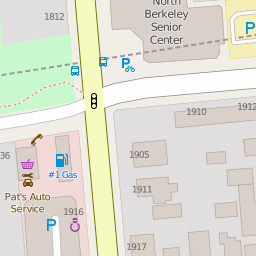 1812
North
Berkeley
Senior
Center
P
P
1910
1912
36
1905
#1 Gas
Pat's Auto
Service
1911
1916
P
1917